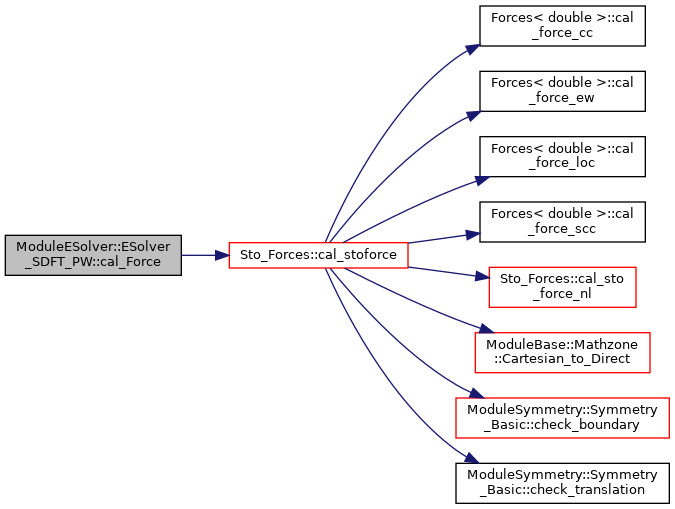 ModuleESolver::ESolver
_SDFT_PW::cal_Force
Sto_Forces::cal_stoforce
Forces< double >::cal
_force_cc
Forces< double >::cal
_force_ew
Forces< double >::cal
_force_loc
Forces< double >::cal
_force_scc
Sto_Forces::cal_sto
_force_nl
ModuleBase::Mathzone
::Cartesian_to_Direct
ModuleSymmetry::Symmetry
_Basic::check_boundary
ModuleSymmetry::Symmetry
_Basic::check_translation